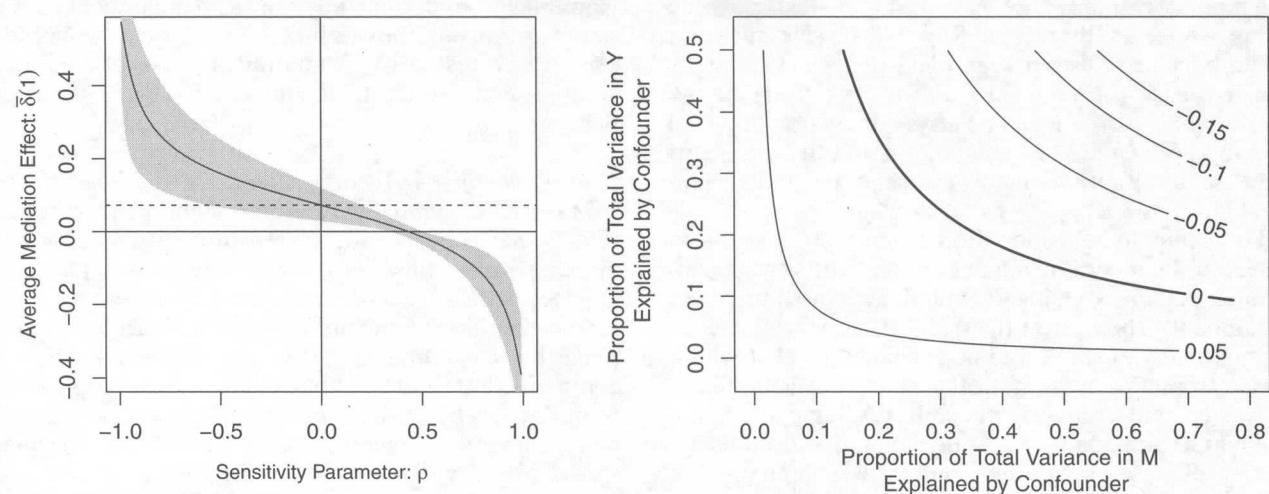 Average Mediation Effect: δ̄(1)
0.4
0.2
0.0
−0.2
−0.4
−1.0 −0.5 0.0 0.5 1.0
Sensitivity Parameter: ρ
Proportion of Total Variance in Y
Explained by Confounder
0.5
0.4
0.3
0.2
0.1
0.0
−0.15
−0.1
−0.05
0
0.05
0.0 0.1 0.2 0.3 0.4 0.5 0.6 0.7 0.8
Proportion of Total Variance in M
Explained by Confounder